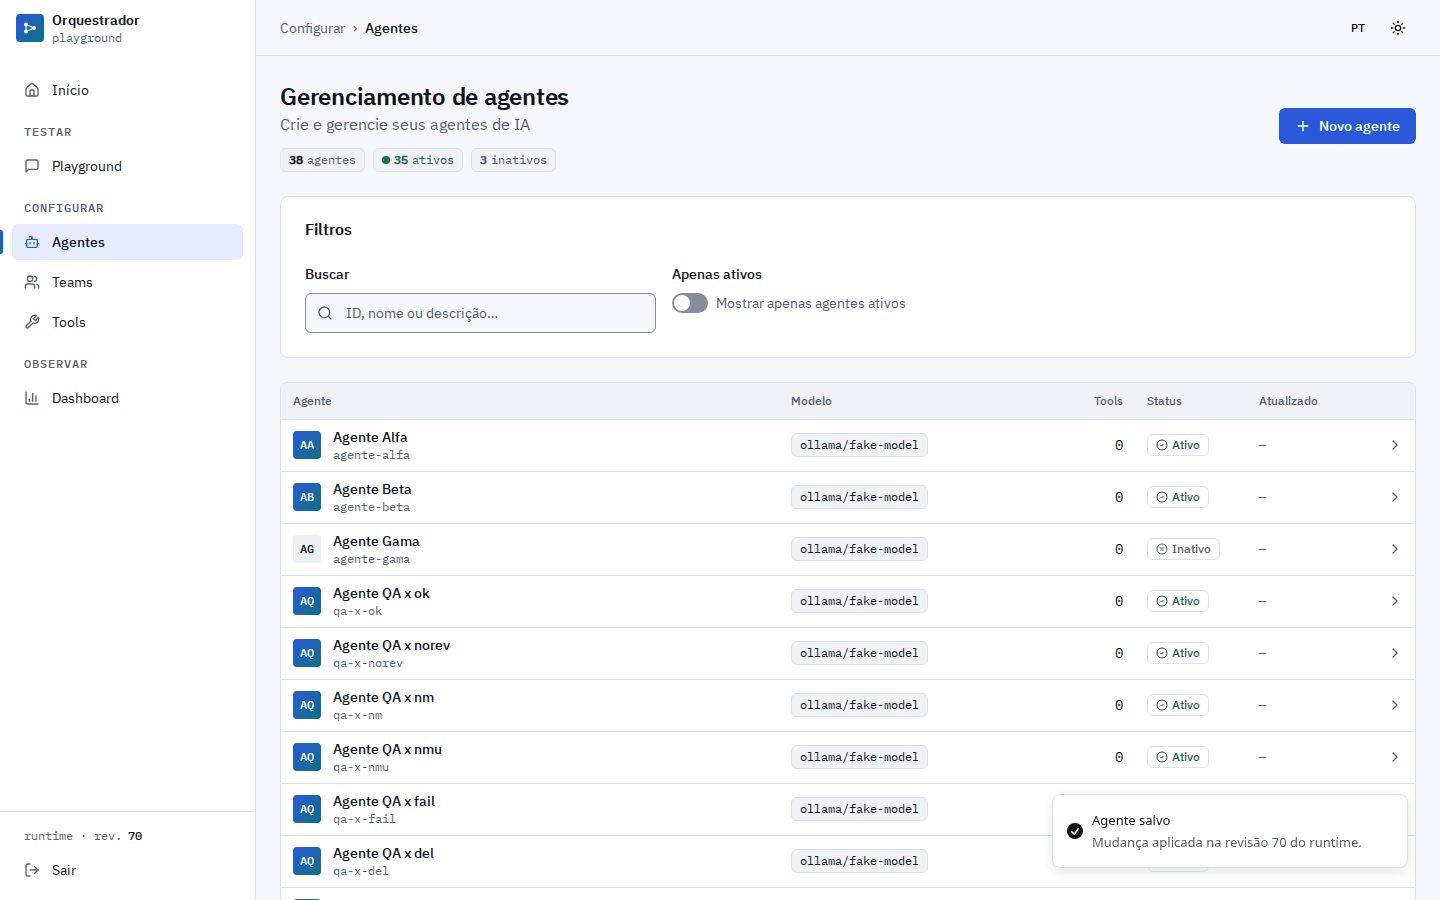 Orquestrador
playground
Início
TESTAR
Playground
CONFIGURAR
Agentes
Teams
Tools
OBSERVAR
Dashboard
runtime · rev. 70
Sair
Configurar › Agentes
PT
Gerenciamento de agentes
Crie e gerencie seus agentes de IA
38 agentes
35 ativos
3 inativos
Novo agente
Filtros
Buscar
ID, nome ou descrição...
Apenas ativos
Mostrar apenas agentes ativos
Agente Modelo Tools Status Atualizado
AA Agente Alfa ollama/fake-model 0 Ativo —
agente-alfa
AB Agente Beta ollama/fake-model 0 Ativo —
agente-beta
AG Agente Gama ollama/fake-model 0 Inativo —
agente-gama
AQ Agente QA x ok ollama/fake-model 0 Ativo —
qa-x-ok
AQ Agente QA x norev ollama/fake-model 0 Ativo —
qa-x-norev
AQ Agente QA x nm ollama/fake-model 0 Ativo —
qa-x-nm
AQ Agente QA x nmu ollama/fake-model 0 Ativo —
qa-x-nmu
AQ Agente QA x fail ollama/fake-model
qa-x-fail
AQ Agente QA x del ollama/fake-model
qa-x-del
Agente salvo
Mudança aplicada na revisão 70 do runtime.